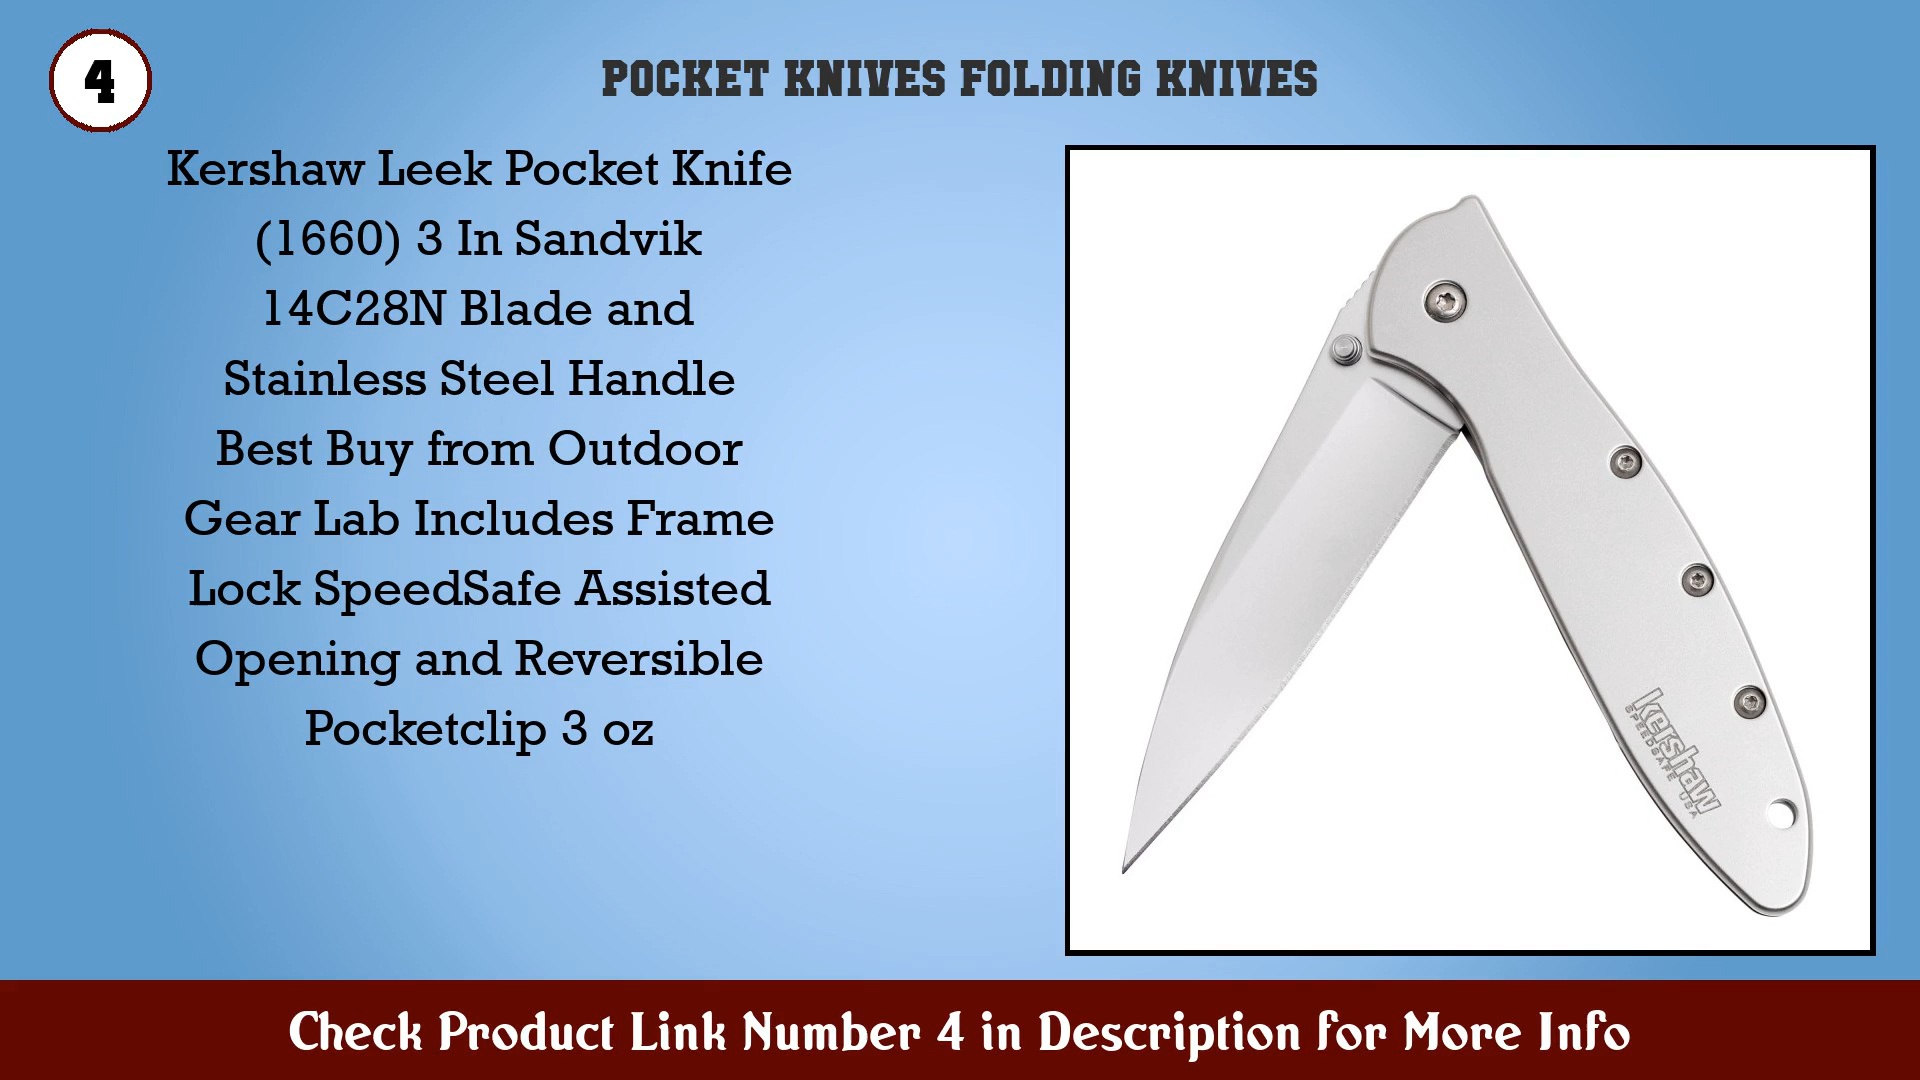 4
POCKET KNIVES FOLDING KNIVES
Kershaw Leek Pocket Knife
(1660) 3 In Sandvik
14C28N Blade and
Stainless Steel Handle
Best Buy from Outdoor
Gear Lab Includes Frame
Lock SpeedSafe Assisted
Opening and Reversible
Pocketclip 3 oz
kershaw
SPEEDSAFE USA
Check Product Link Number 4 in Description for More Info